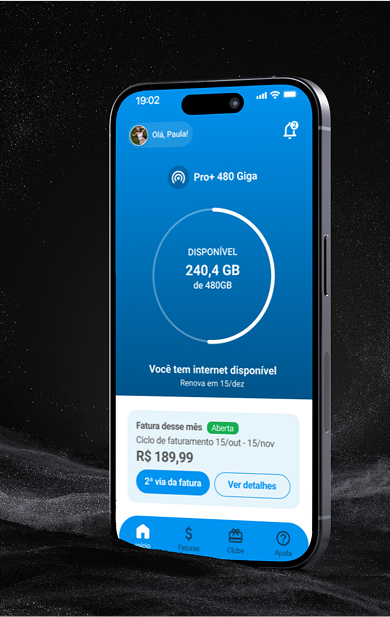 19:02
Olá, Paula!
2
Pro+ 480 Giga
DISPONÍVEL
240,4 GB
de 480GB
Você tem internet disponível
Renova em 15/dez
Fatura desse mês Aberta
Ciclo de faturamento 15/out - 15/nov
R$ 189,99
2ª via da fatura Ver detalhes
Início Faturas Clube Ajuda